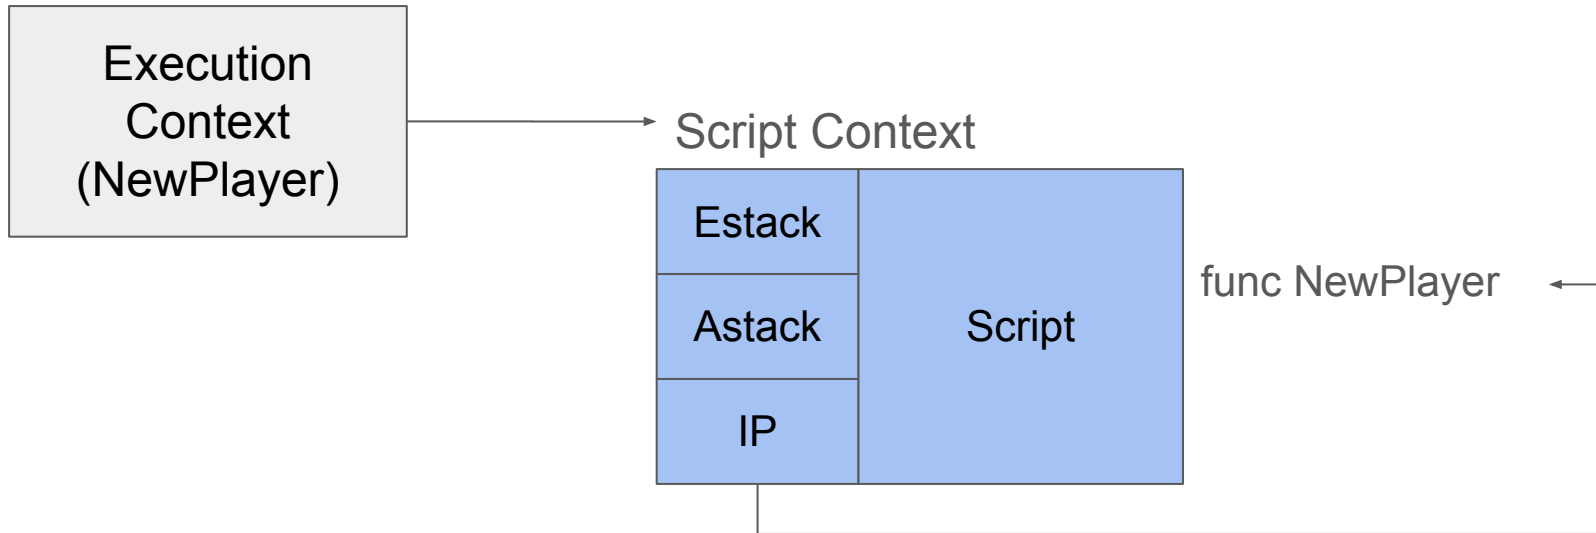 Execution
Context
(NewPlayer)
Script Context
Estack
Astack
IP
Script
func NewPlayer